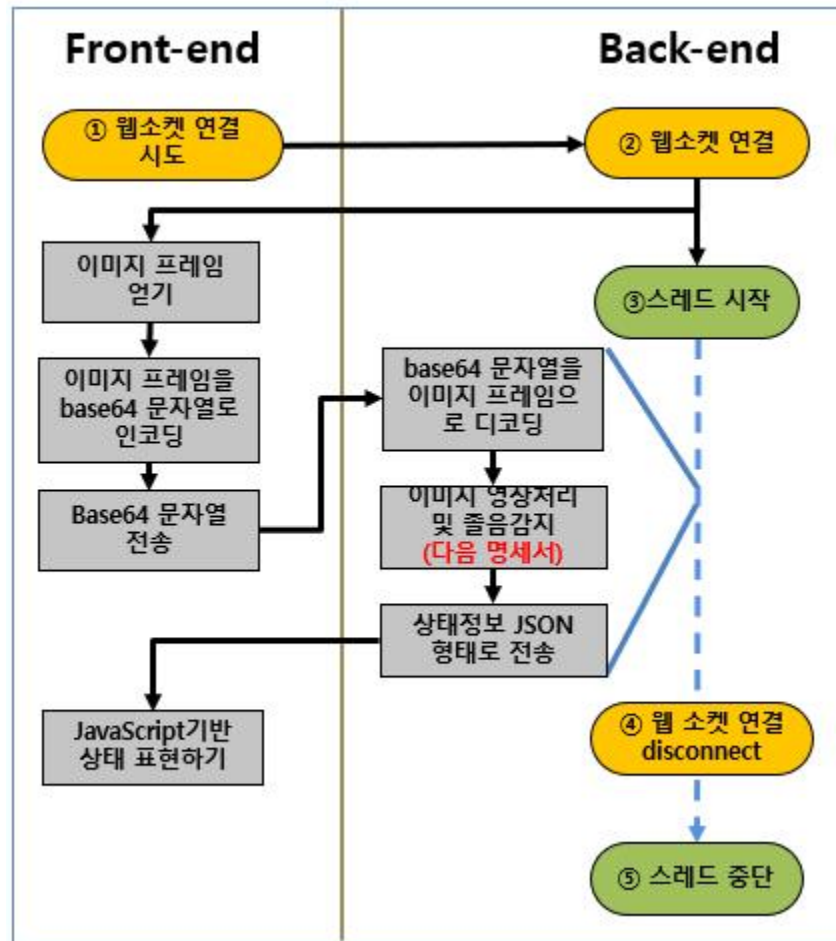 Front-end
Back-end
① 웹소켓 연결
시도
② 웹소켓 연결
이미지 프레임
얻기
③스레드 시작
이미지 프레임을
base64 문자열로
인코딩
base64 문자열을
이미지 프레임으
로 디코딩
Base64 문자열
전송
이미지 영상처리
및 졸음감지
(다음 명세서)
상태정보 JSON
형태로 전송
JavaScript기반
상태 표현하기
④ 웹 소켓 연결
disconnect
⑤ 스레드 중단